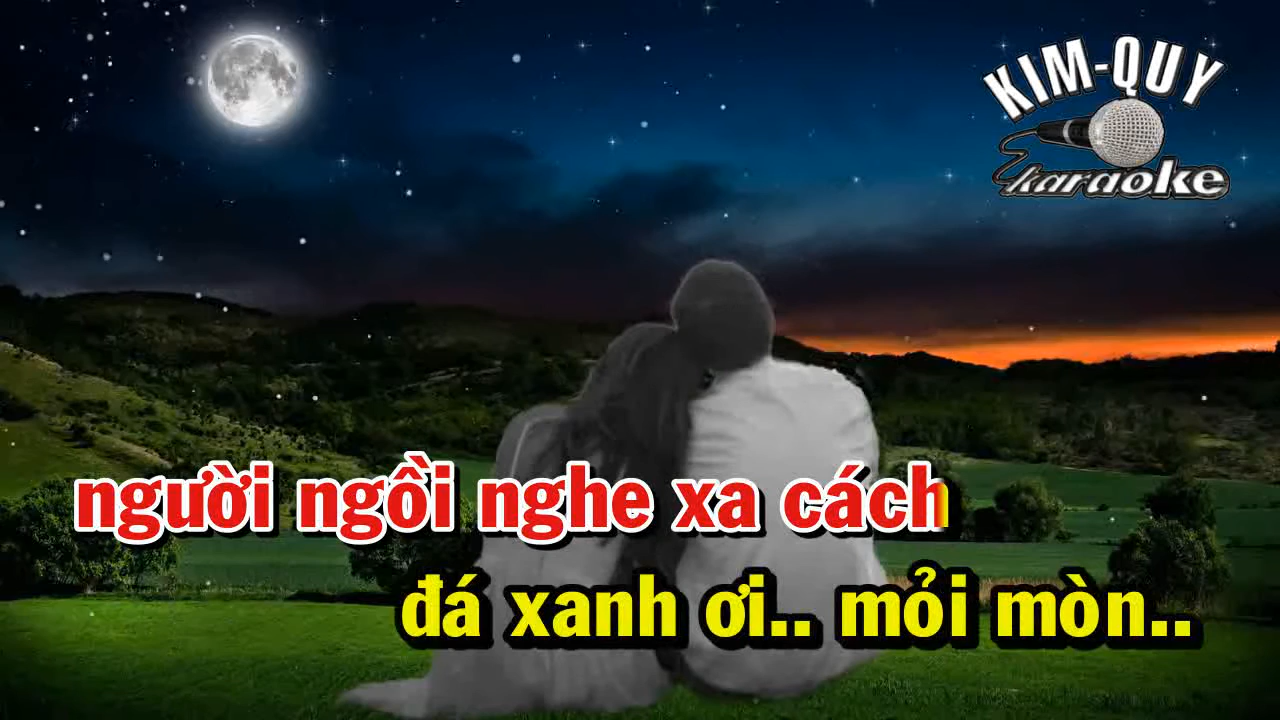 KIM-QUY
karaoke
người ngồi nghe xa cách
đá xanh ơi.. mỏi mòn..